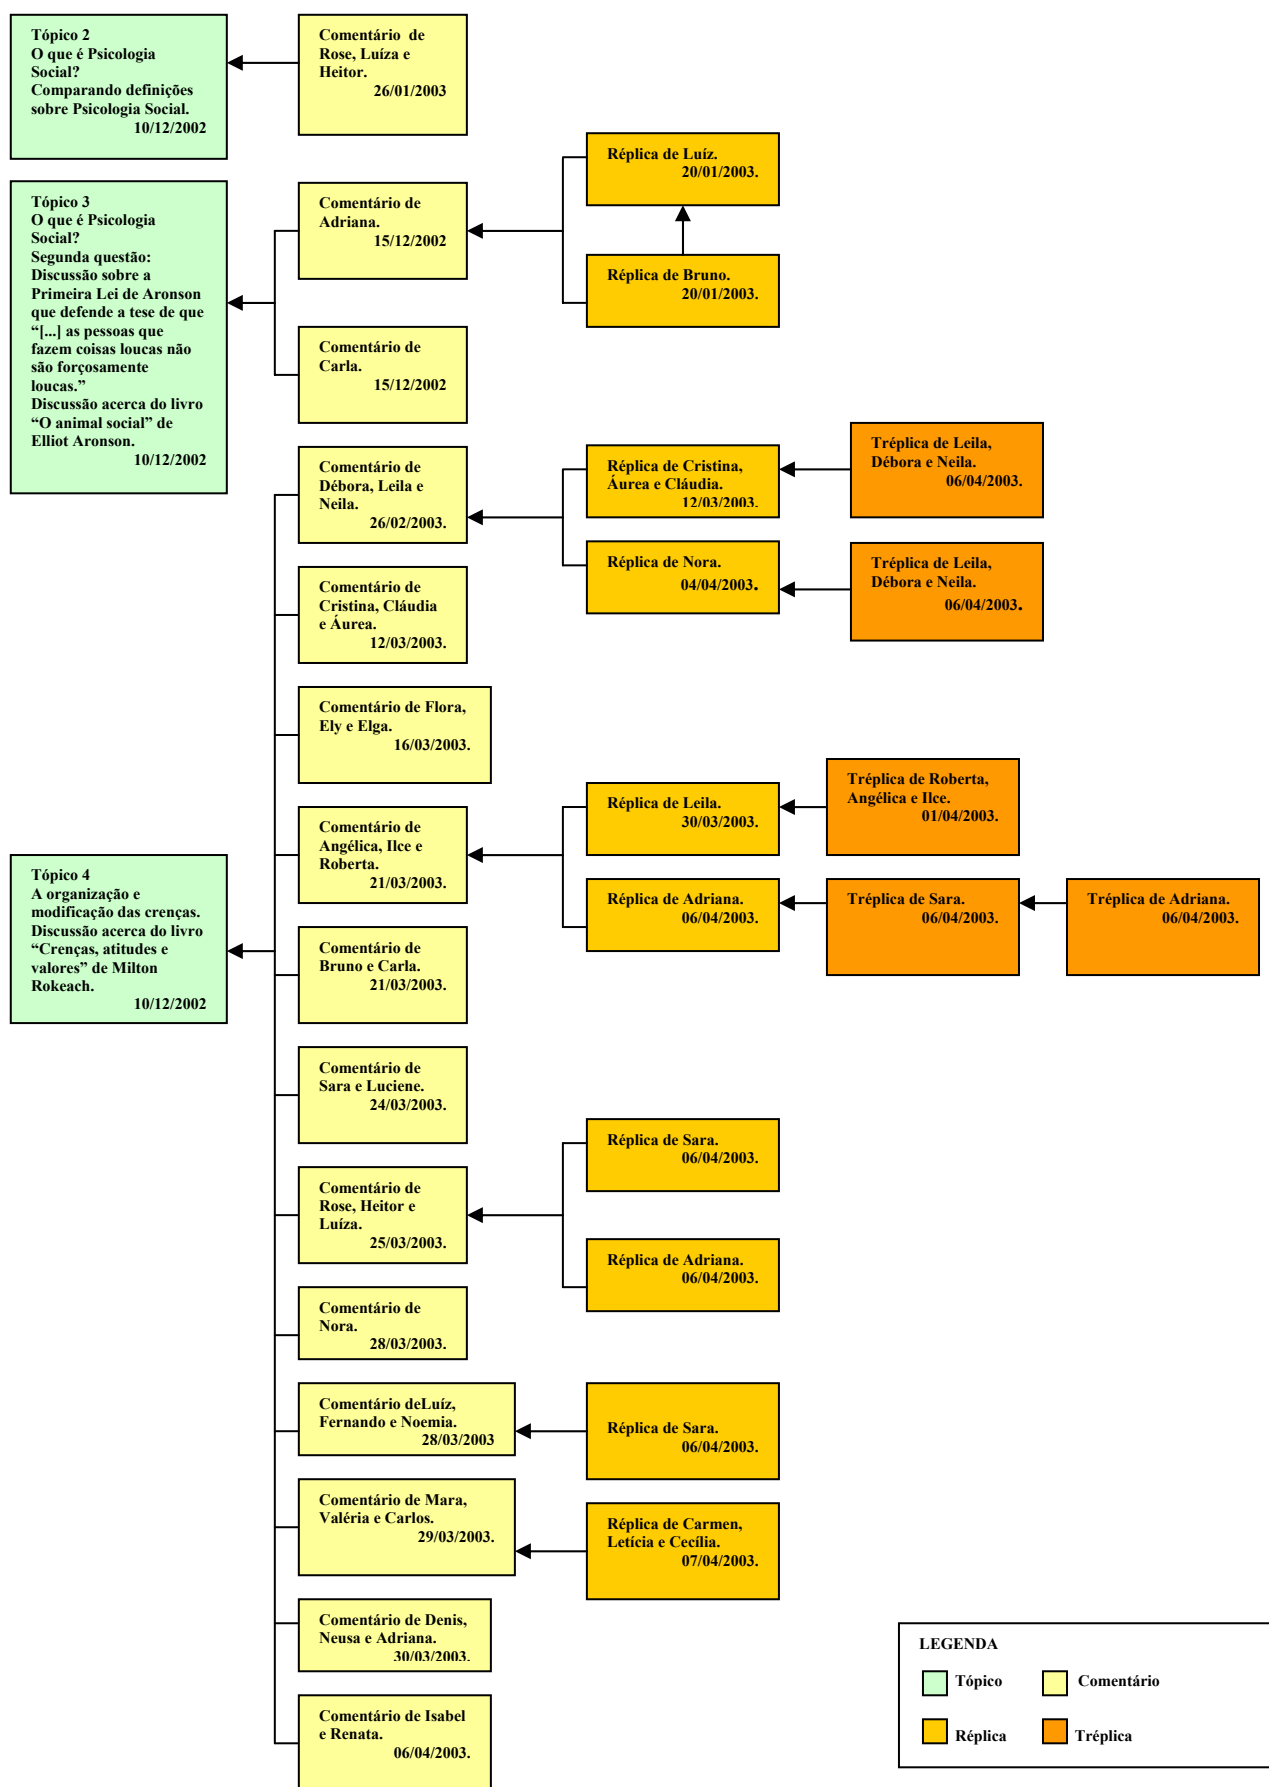 Tópico 2
O que é Psicologia
Social?
Comparando definições
sobre Psicologia Social.
10/12/2002
Comentário de
Rose, Luíza e
Heitor.
26/01/2003
Tópico 3
O que é Psicologia
Social?
Segunda questão:
Discussão sobre a
Primeira Lei de Aronson
que defende a tese de que
“[...] as pessoas que
fazem coisas loucas não
são forçosamente
loucas.”
Discussão acerca do livro
“O animal social” de
Elliot Aronson.
10/12/2002
Comentário de
Adriana.
15/12/2002
Réplica de Luíz.
20/01/2003.
Réplica de Bruno.
20/01/2003.
Comentário de
Carla.
15/12/2002
Tópico 4
A organização e
modificação das crenças.
Discussão acerca do livro
“Crenças, atitudes e
valores” de Milton
Rokeach.
10/12/2002
Comentário de
Débora, Leila e
Neila.
26/02/2003.
Réplica de Cristina,
Áurea e Cláudia.
12/03/2003.
Tréplica de Leila,
Débora e Neila.
06/04/2003.
Réplica de Nora.
04/04/2003.
Tréplica de Leila,
Débora e Neila.
06/04/2003.
Comentário de
Cristina, Cláudia
e Áurea.
12/03/2003.
Comentário de Flora,
Ely e Elga.
16/03/2003.
Comentário de
Angélica, Ilce e
Roberta.
21/03/2003.
Réplica de Leila.
30/03/2003.
Tréplica de Roberta,
Angélica e Ilce.
01/04/2003.
Réplica de Adriana.
06/04/2003.
Tréplica de Sara.
06/04/2003.
Tréplica de Adriana.
06/04/2003.
Comentário de
Bruno e Carla.
21/03/2003.
Comentário de
Sara e Luciene.
24/03/2003.
Comentário de
Rose, Heitor e
Luíza.
25/03/2003.
Réplica de Sara.
06/04/2003.
Réplica de Adriana.
06/04/2003.
Comentário de
Nora.
28/03/2003.
Comentário deLuíz,
Fernando e Noemia.
28/03/2003
Réplica de Sara.
06/04/2003.
Comentário de Mara,
Valéria e Carlos.
29/03/2003.
Réplica de Carmen,
Letícia e Cecília.
07/04/2003.
Comentário de Denis,
Neusa e Adriana.
30/03/2003.
Comentário de Isabel
e Renata.
06/04/2003.
LEGENDA
Tópico
Comentário
Réplica
Tréplica